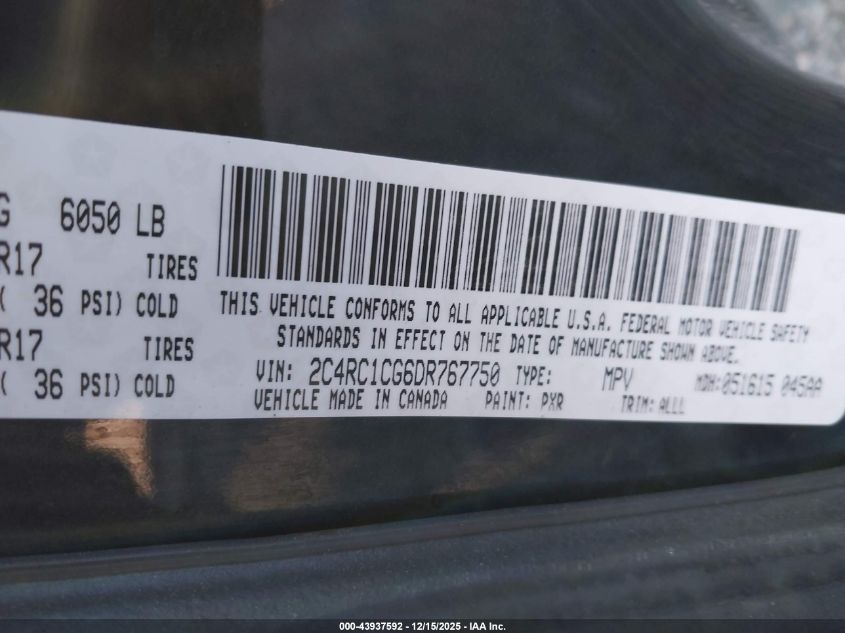 G 6050 LB
R17 TIRES
( 36 PSI) COLD
R17 TIRES
( 36 PSI) COLD
THIS VEHICLE CONFORMS TO ALL APPLICABLE U.S.A. FEDERAL MOTOR VEHICLE SAFETY
STANDARDS IN EFFECT ON THE DATE OF MANUFACTURE SHOWN ABOVE.
VIN: 2C4RC1CG6DR767750 TYPE: MPV MDH:051615 045AA
VEHICLE MADE IN CANADA PAINT: PXR TRIM: ALLL
000-43937592 - 12/15/2025 - IAA Inc.